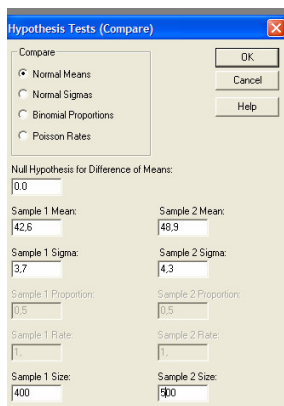 Hypothesis Tests (Compare)
Compare
Normal Means
Normal Sigmas
Binomial Proportions
Poisson Rates
OK
Cancel
Help
Null Hypothesis for Difference of Means:
0.0
Sample 1 Mean: Sample 2 Mean:
42,6 48,9
Sample 1 Sigma: Sample 2 Sigma:
3,7 4,3
Sample 1 Proportion: Sample 2 Proportion:
0,5 0,5
Sample 1 Rate: Sample 2 Rate:
1, 1,
Sample 1 Size: Sample 2 Size:
400 500